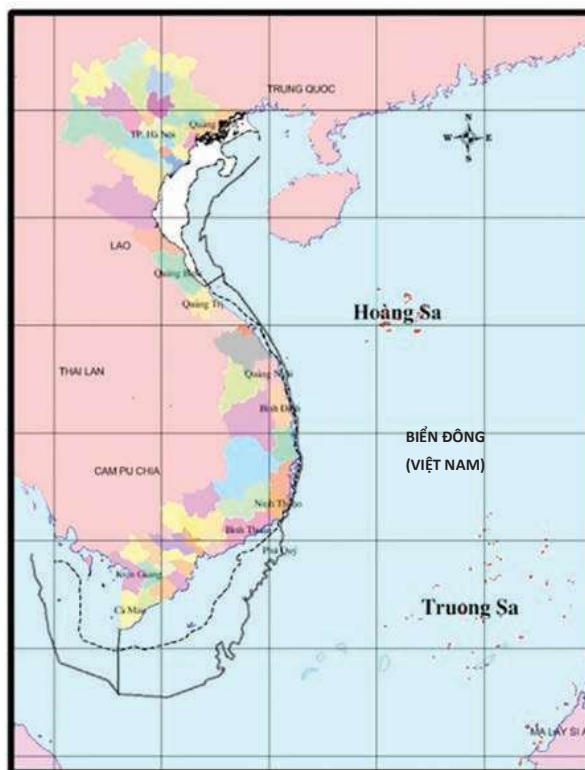 TRUNG QUỐC
TP. Hà Nội
N
W E
S
LAO
Quảng Trị
Hoàng Sa
THAI LAN
Quảng Ngãi
Bình Định
BIỂN ĐÔNG
(VIỆT NAM)
CAM PU CHIA
Ninh Thuận
Bình Thuận
Phú Quý
Kiên Giang
Cà Mau
Truong Sa
MA LAY SI A